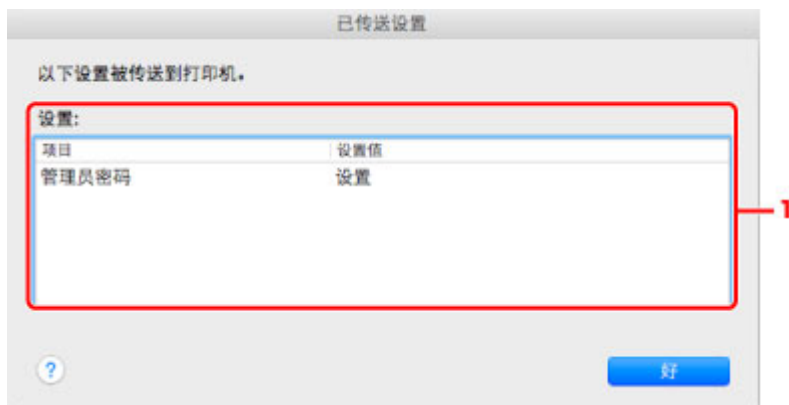 已传送设置
以下设置被传送到打印机。
设置:
项目 设置值
管理员密码 设置
1
?
好